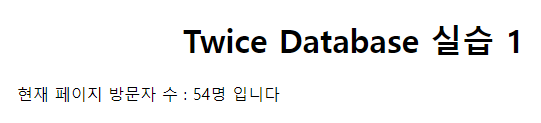 Twice Database 실습 1
현재 페이지 방문자 수 : 54명 입니다